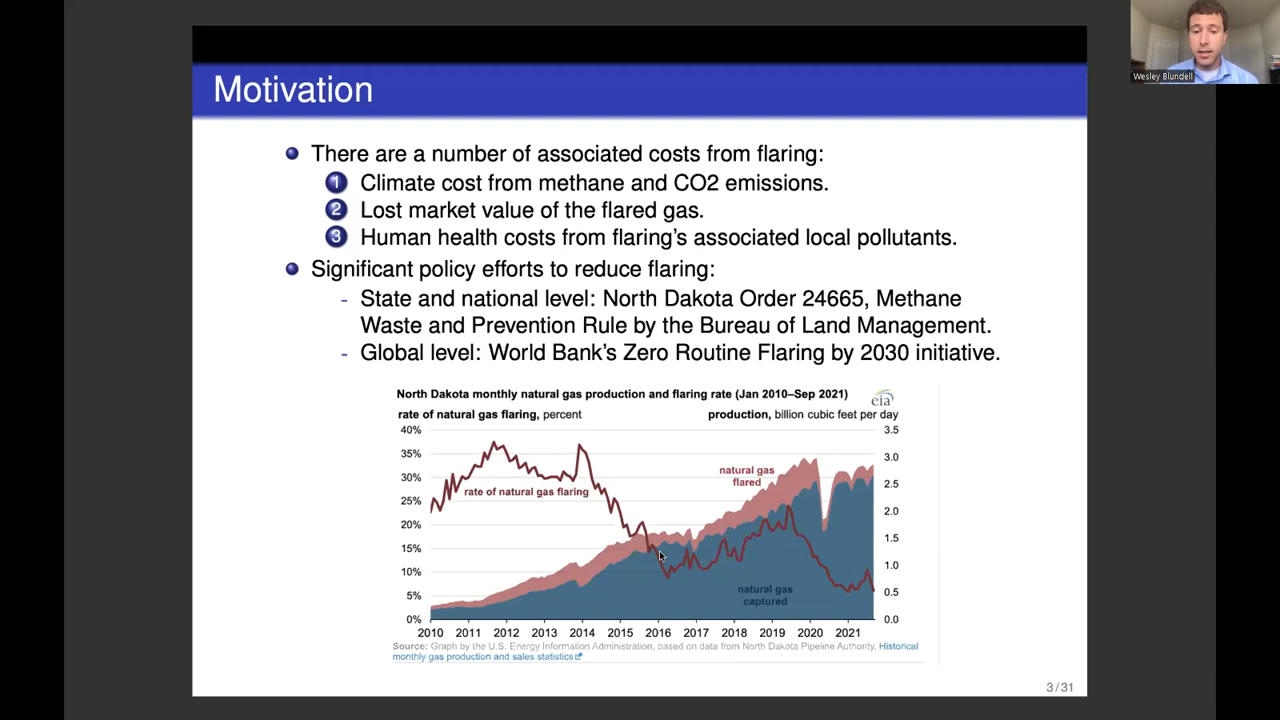 Motivation
Wesley Blundell
There are a number of associated costs from flaring:
1 Climate cost from methane and CO2 emissions.
2 Lost market value of the flared gas.
3 Human health costs from flaring's associated local pollutants.
Significant policy efforts to reduce flaring:
- State and national level: North Dakota Order 24665, Methane
Waste and Prevention Rule by the Bureau of Land Management.
- Global level: World Bank's Zero Routine Flaring by 2030 initiative.
North Dakota monthly natural gas production and flaring rate (Jan 2010–Sep 2021)
eia
rate of natural gas flaring, percent
production, billion cubic feet per day
40%
35%
30%
25%
20%
15%
10%
5%
0%
3.5
3.0
2.5
2.0
1.5
1.0
0.5
0.0
rate of natural gas flaring
natural gas
flared
natural gas
captured
2010 2011 2012 2013 2014 2015 2016 2017 2018 2019 2020 2021
Source: Graph by the U.S. Energy Information Administration, based on data from North Dakota Pipeline Authority, Historical
monthly gas production and sales statistics
3 / 31